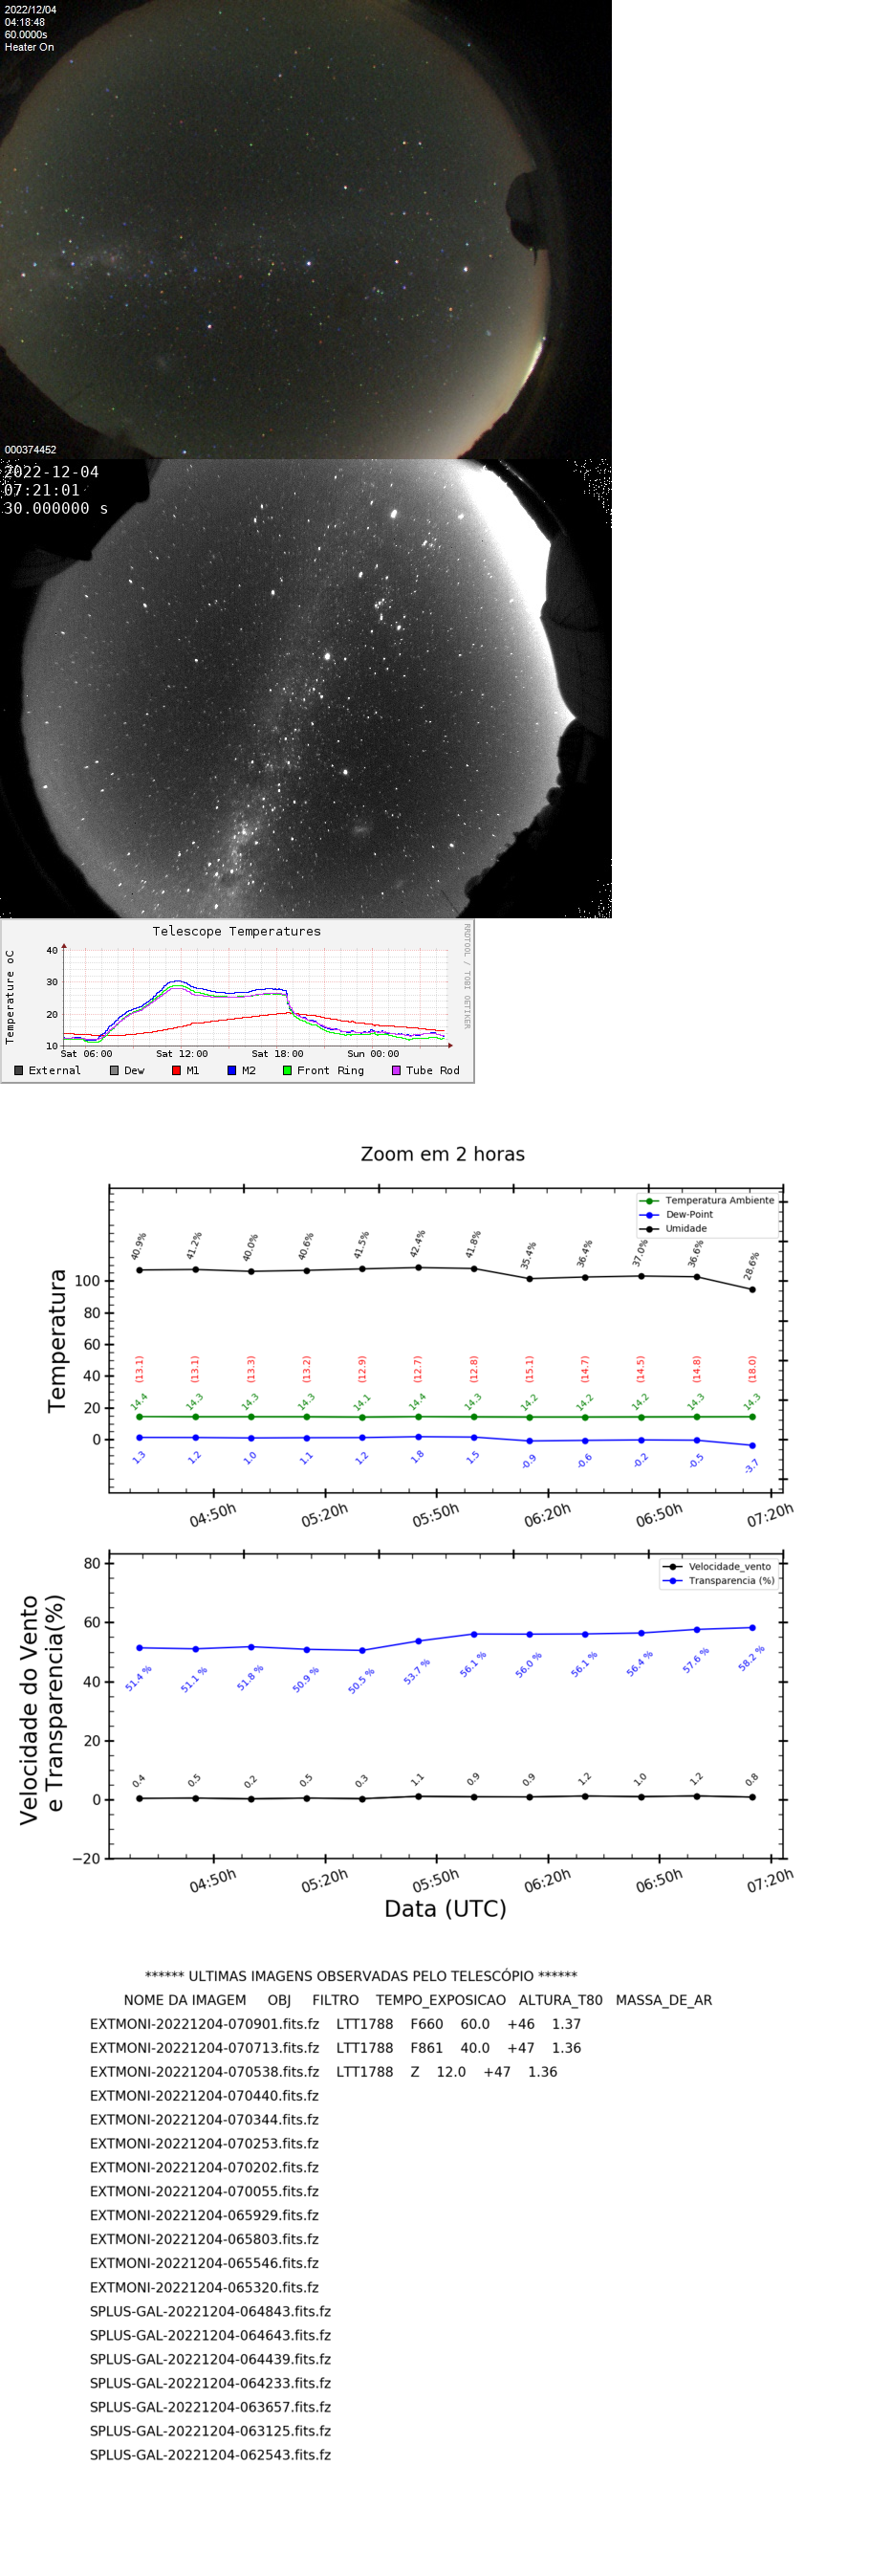 2022/12/04
04:18:48
60.0000s
Heater On
000374452
2022-12-04
07:21:01
30.000000 s
Telescope Temperatures
RRDTOOL / TOBI OETIKER
Temperature oC
40
30
20
10
Sat 06:00 Sat 12:00 Sat 18:00 Sun 00:00
External Dew M1 M2 Front Ring Tube Rod
Zoom em 2 horas
Temperatura Ambiente
Dew-Point
Umidade
40.9% 41.2% 40.0% 40.6% 41.5% 42.4% 41.8% 35.4% 36.4% 37.0% 36.6% 28.6%
Temperatura
100
80
60
40
20
0
(13.1) (13.1) (13.3) (13.2) (12.9) (12.7) (12.8) (15.1) (14.7) (14.5) (14.8) (18.0)
14.4 14.3 14.3 14.3 14.1 14.4 14.3 14.2 14.2 14.2 14.3 14.3
1.3 1.2 1.0 1.1 1.2 1.8 1.5 -0.9 -0.6 -0.2 -0.5 -3.7
04:50h 05:20h 05:50h 06:20h 06:50h 07:20h
Velocidade_vento
Transparencia (%)
Velocidade do Vento
e Transparencia(%)
80
60
40
20
0
−20
51.4 % 51.1 % 51.8 % 50.9 % 50.5 % 53.7 % 56.1 % 56.0 % 56.1 % 56.4 % 57.6 % 58.2 %
0.4 0.5 0.2 0.5 0.3 1.1 0.9 0.9 1.2 1.0 1.2 0.8
04:50h 05:20h 05:50h 06:20h 06:50h 07:20h
Data (UTC)
****** ULTIMAS IMAGENS OBSERVADAS PELO TELESCÓPIO ******
NOME DA IMAGEM OBJ FILTRO TEMPO_EXPOSICAO ALTURA_T80 MASSA_DE_AR
EXTMONI-20221204-070901.fits.fz LTT1788 F660 60.0 +46 1.37
EXTMONI-20221204-070713.fits.fz LTT1788 F861 40.0 +47 1.36
EXTMONI-20221204-070538.fits.fz LTT1788 Z 12.0 +47 1.36
EXTMONI-20221204-070440.fits.fz
EXTMONI-20221204-070344.fits.fz
EXTMONI-20221204-070253.fits.fz
EXTMONI-20221204-070202.fits.fz
EXTMONI-20221204-070055.fits.fz
EXTMONI-20221204-065929.fits.fz
EXTMONI-20221204-065803.fits.fz
EXTMONI-20221204-065546.fits.fz
EXTMONI-20221204-065320.fits.fz
SPLUS-GAL-20221204-064843.fits.fz
SPLUS-GAL-20221204-064643.fits.fz
SPLUS-GAL-20221204-064439.fits.fz
SPLUS-GAL-20221204-064233.fits.fz
SPLUS-GAL-20221204-063657.fits.fz
SPLUS-GAL-20221204-063125.fits.fz
SPLUS-GAL-20221204-062543.fits.fz